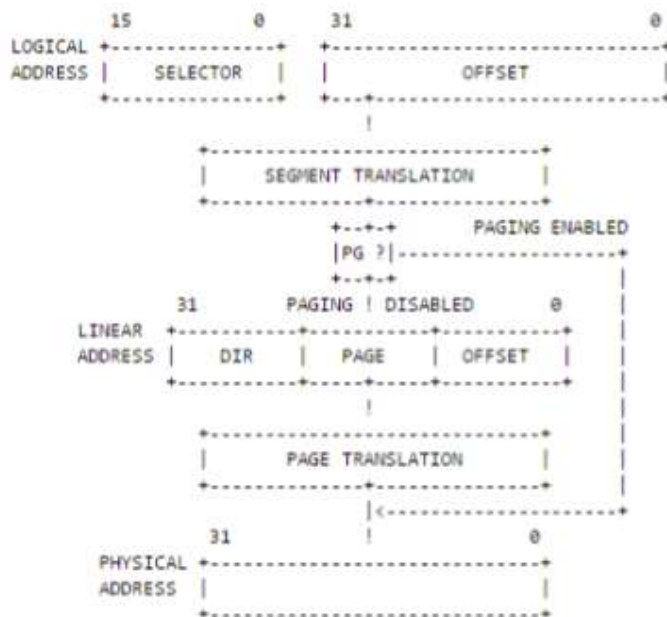 15 0 31 0
LOGICAL
ADDRESS SELECTOR OFFSET
!
SEGMENT TRANSLATION
PAGING ENABLED
PG ?
31 PAGING ! DISABLED 0
LINEAR
ADDRESS DIR PAGE OFFSET
!
PAGE TRANSLATION
31 ! 0
PHYSICAL
ADDRESS